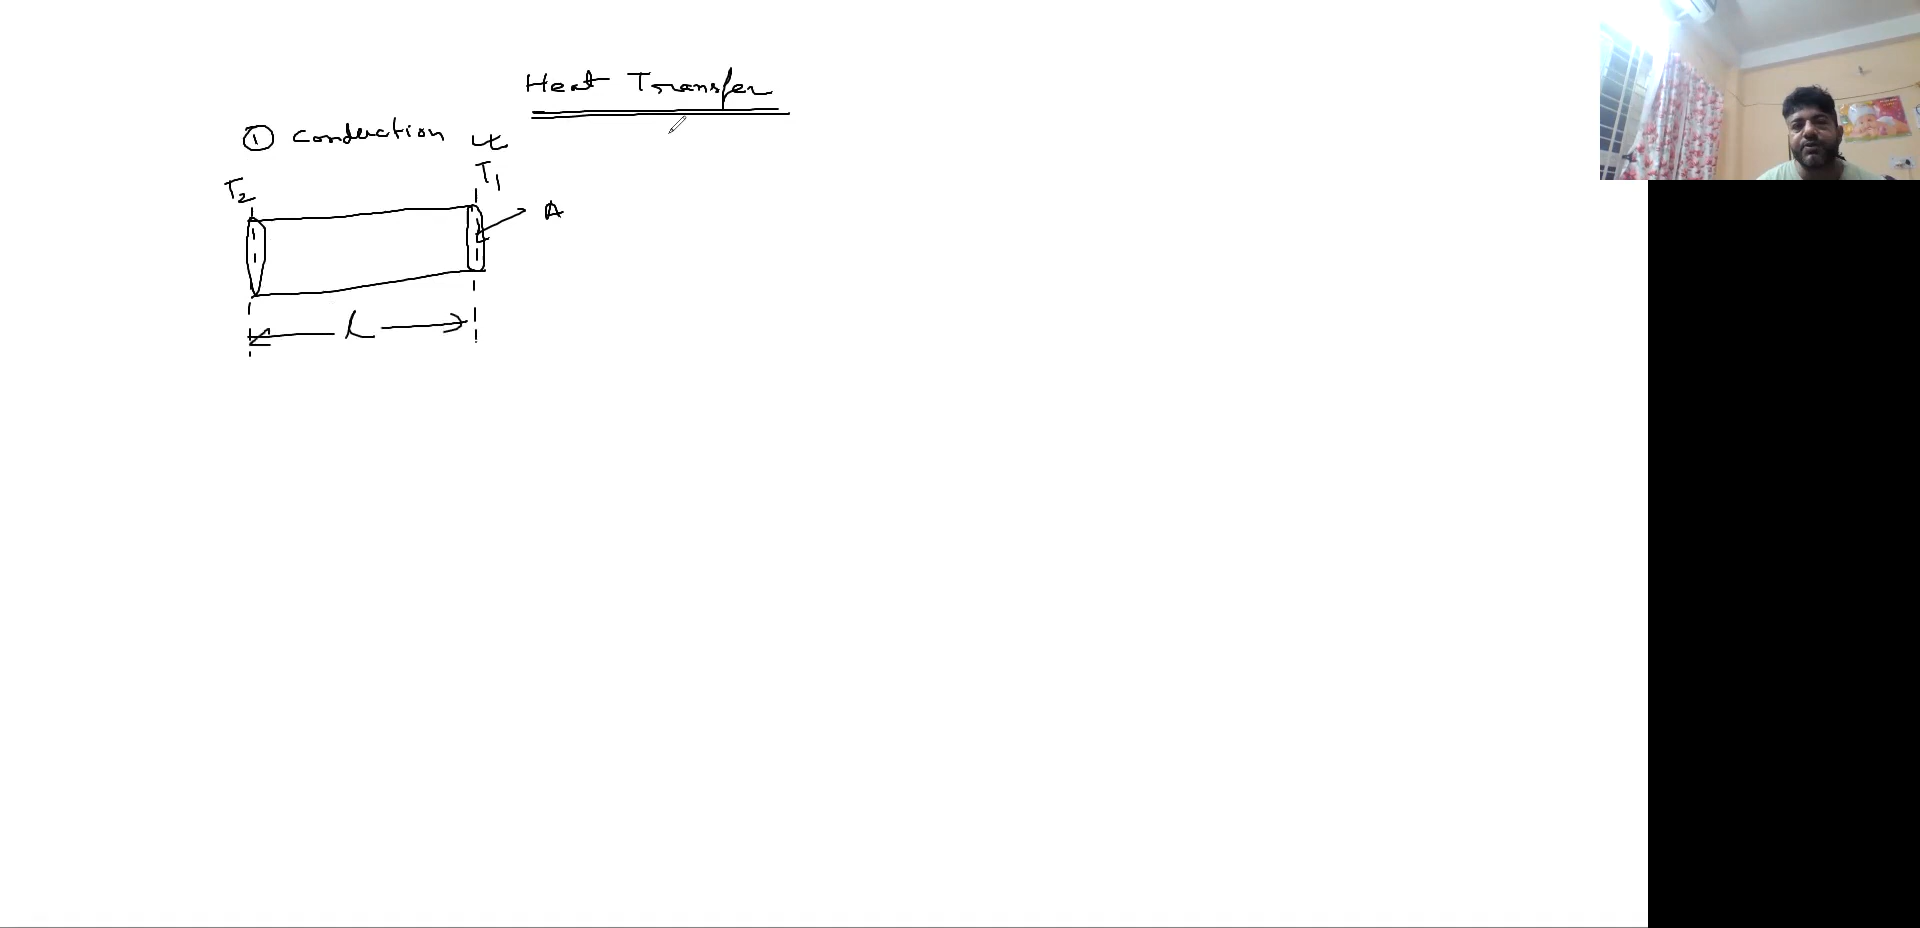 Heat Transfer
① Conduction
T₂
T₁
A
l